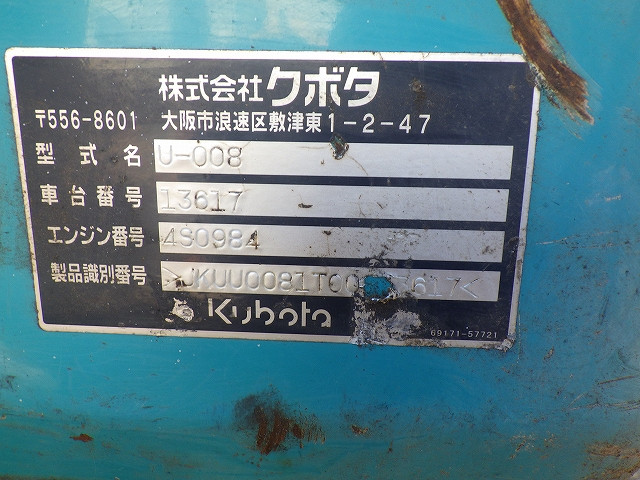 株式会社クボタ
〒556-8601 大阪市浪速区敷津東1-2-47
型式名 U-008
車台番号 13617
エンジン番号 4S0984
製品識別番号 >JKUU0081T00 3617<
Kubota
69171-57721